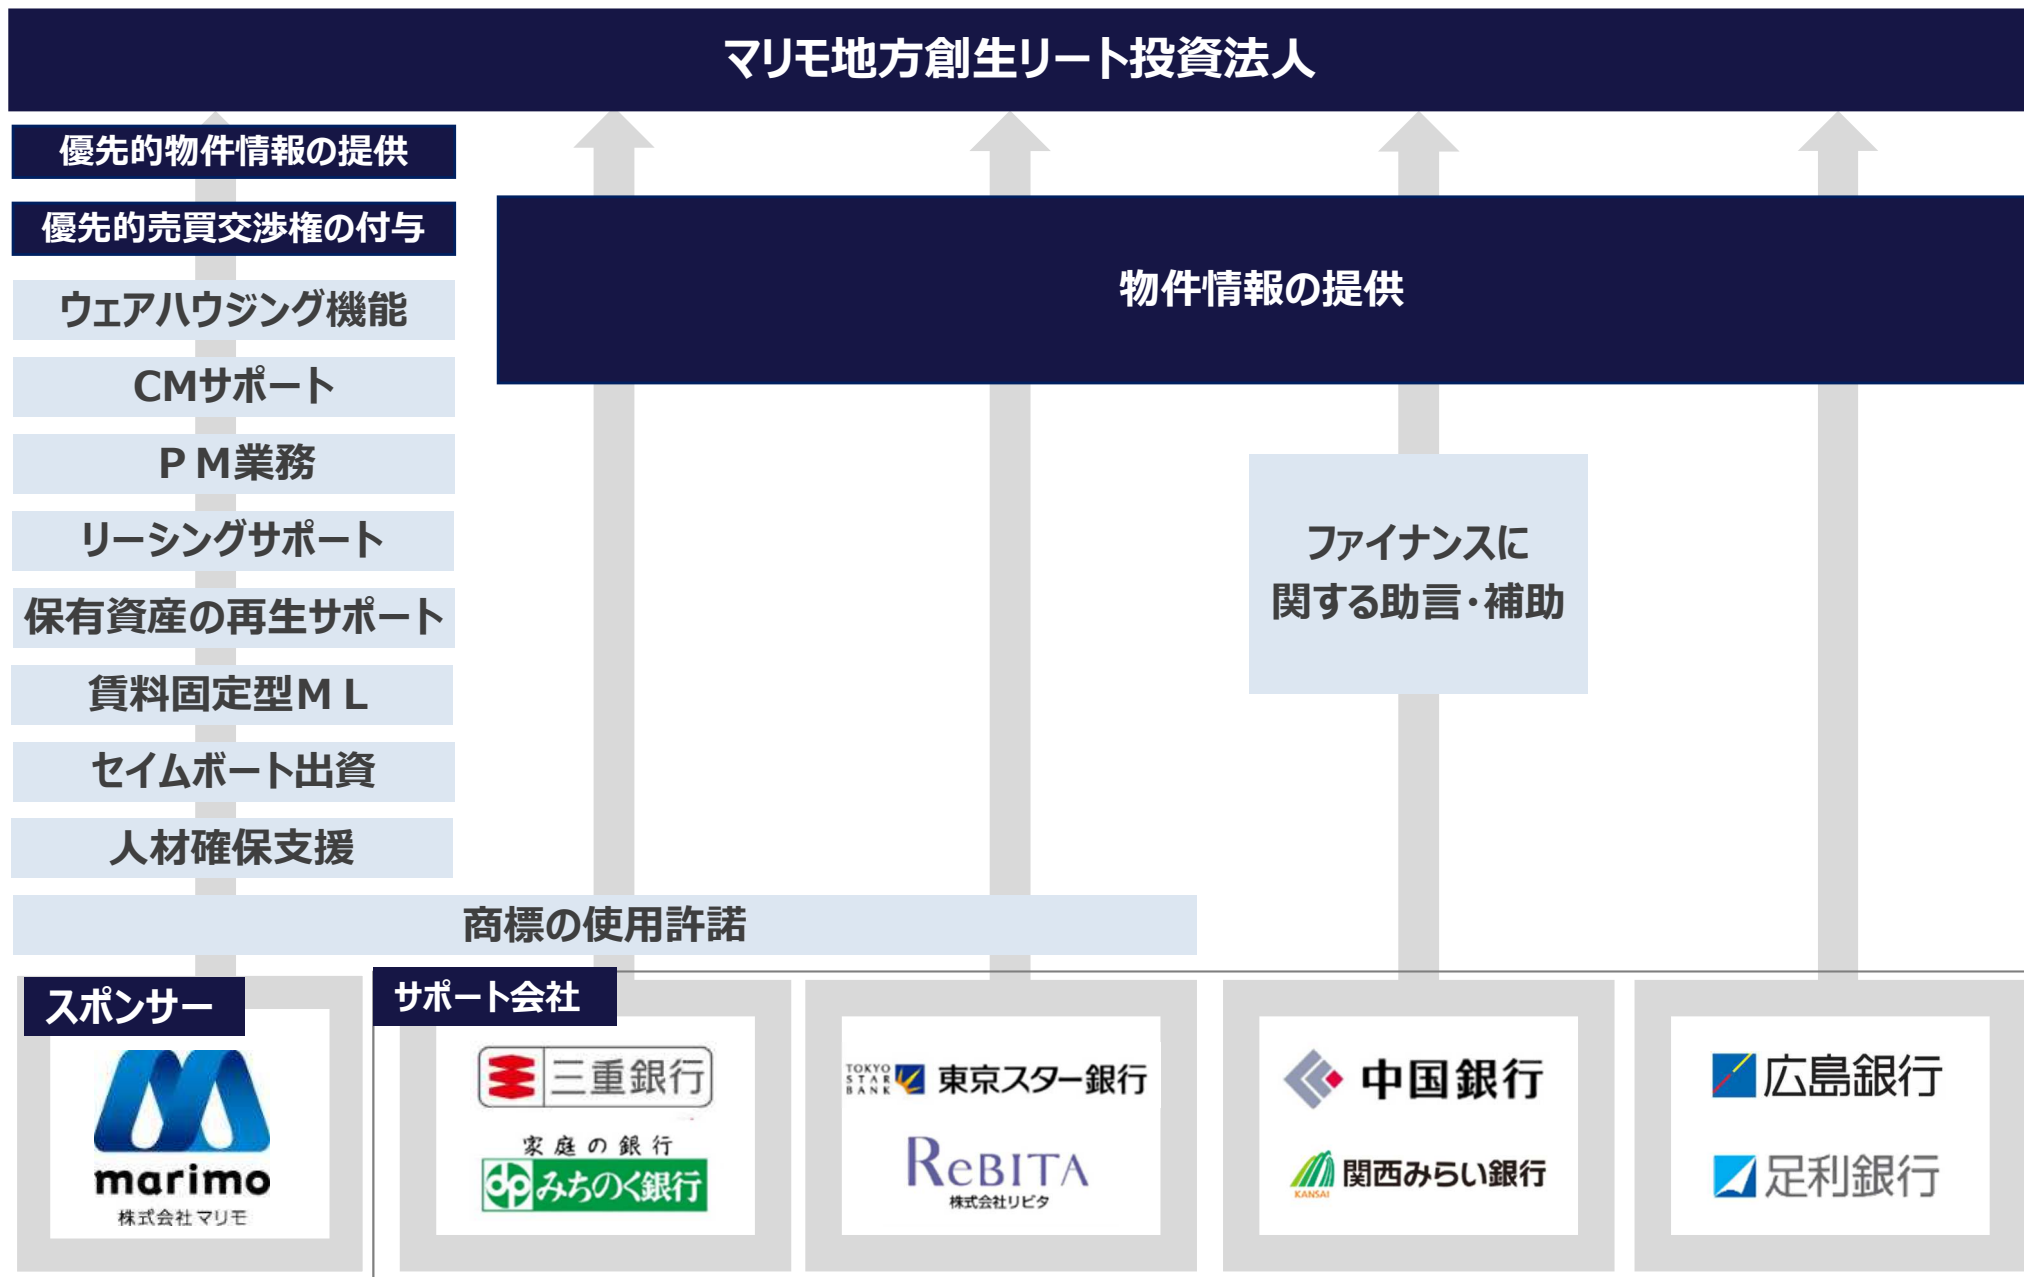 マリモ地方創生リート投資法人
優先的物件情報の提供
優先的売買交渉権の付与
ウェアハウジング機能
CMサポート
ＰＭ業務
リーシングサポート
保有資産の再生サポート
賃料固定型ＭＬ
セイムボート出資
人材確保支援
商標の使用許諾
物件情報の提供
ファイナンスに
関する助言・補助
スポンサー
marimo
株式会社マリモ
サポート会社
三重銀行
家庭の銀行
みちのく銀行
TOKYO
STAR
BANK
東京スター銀行
ReBITA
株式会社リビタ
中国銀行
KANSAI
関西みらい銀行
広島銀行
足利銀行